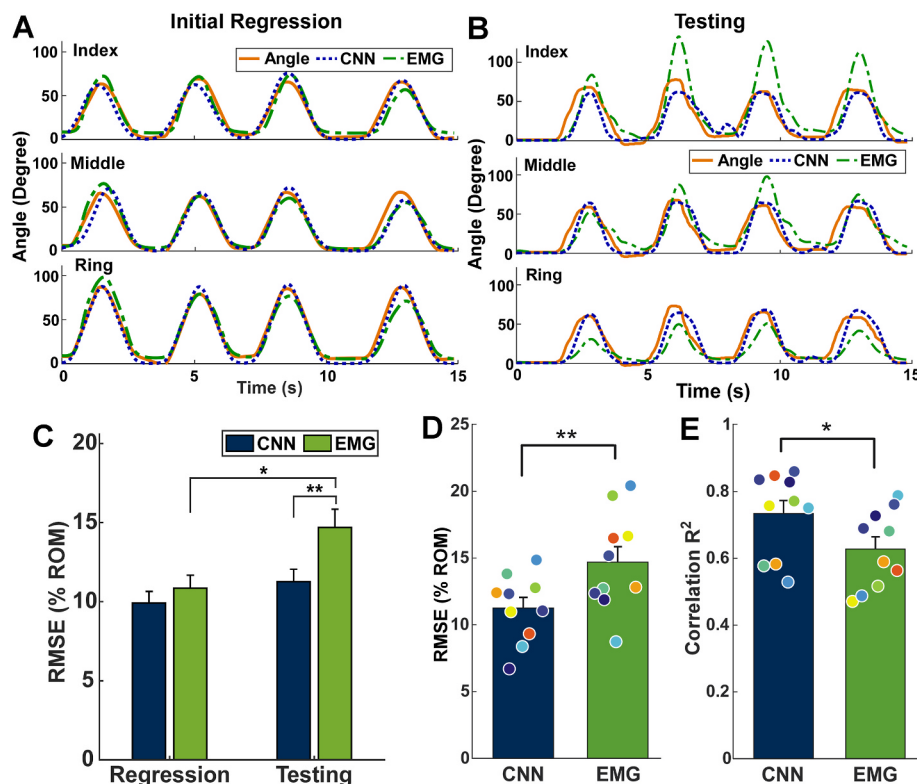 A
Initial Regression
Index
Angle CNN EMG
100
50
0
Middle
100
50
0
Ring
100
50
0
Angle (Degree)
0 5 10 15
Time (s)
B
Testing
Index
100
50
0
Angle CNN EMG
Middle
100
50
0
Ring
100
50
0
Angle (Degree)
0 5 10 15
Time (s)
C
CNN EMG
20
15
10
5
0
RMSE (% ROM)
*
**
Regression Testing
D
25
20
15
10
5
0
RMSE (% ROM)
**
CNN EMG
E
1
0.8
0.6
0.4
0.2
0
Correlation R²
*
CNN EMG